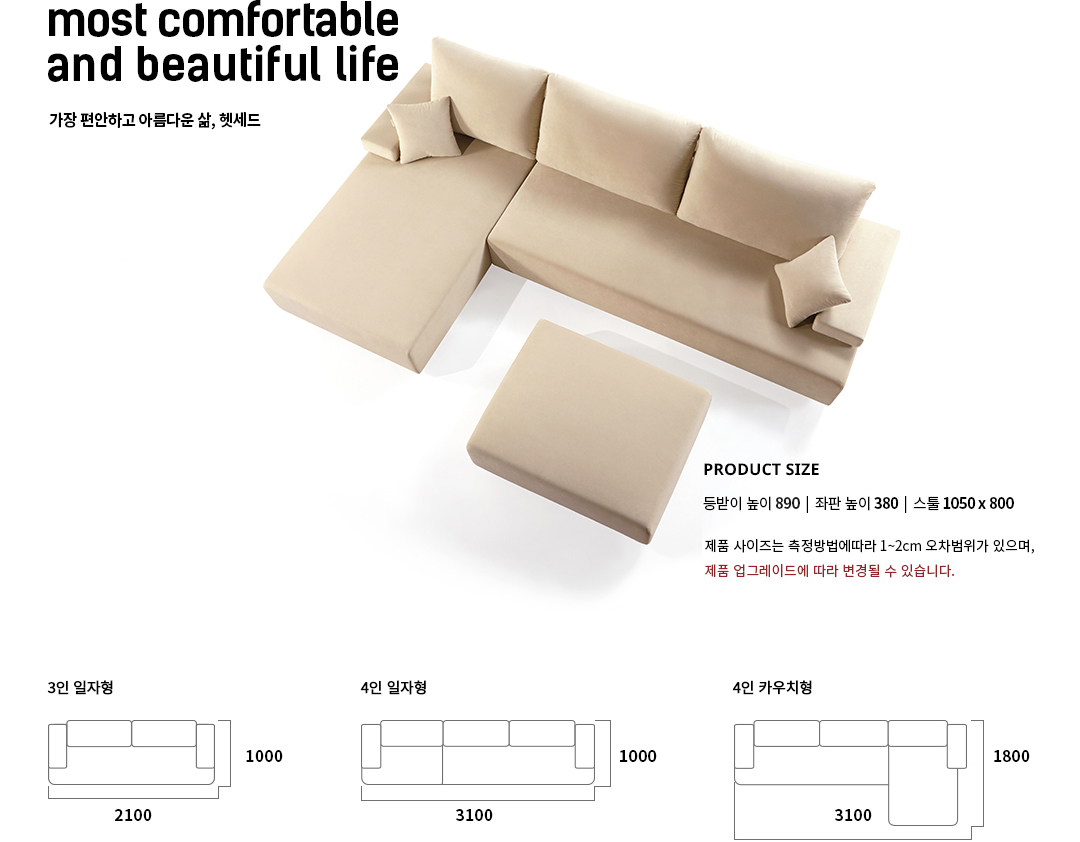 most comfortable
and beautiful life
가장 편안하고 아름다운 삶, 헷세드
PRODUCT SIZE
등받이 높이 890 | 좌판 높이 380 | 스툴 1050 x 800
제품 사이즈는 측정방법에따라 1~2cm 오차범위가 있으며,
제품 업그레이드에 따라 변경될 수 있습니다.
3인 일자형
4인 일자형
4인 카우치형
1000
1000
1800
2100
3100
3100